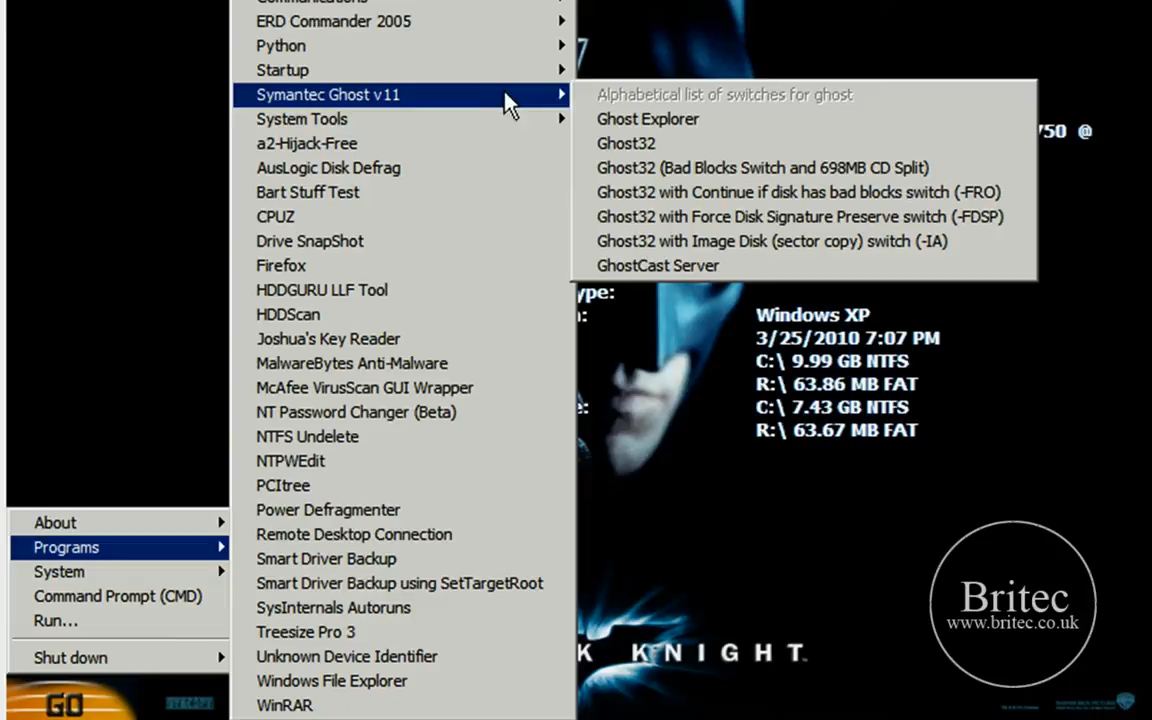 ERD Commander 2005
Python
Startup
Symantec Ghost v11
System Tools
a2-Hijack-Free
AusLogic Disk Defrag
Bart Stuff Test
CPUZ
Drive SnapShot
Firefox
HDDGURU LLF Tool
HDDScan
Joshua's Key Reader
MalwareBytes Anti-Malware
McAfee VirusScan GUI Wrapper
NT Password Changer (Beta)
NTFS Undelete
NTPWEdit
PCItree
Power Defragmenter
Remote Desktop Connection
Smart Driver Backup
Smart Driver Backup using SetTargetRoot
SysInternals Autoruns
Treesize Pro 3
Unknown Device Identifier
Windows File Explorer
WinRAR
Alphabetical list of switches for ghost
Ghost Explorer
Ghost32
Ghost32 (Bad Blocks Switch and 698MB CD Split)
Ghost32 with Continue if disk has bad blocks switch (-FRO)
Ghost32 with Force Disk Signature Preserve switch (-FDSP)
Ghost32 with Image Disk (sector copy) switch (-IA)
GhostCast Server
About
Programs
System
Command Prompt (CMD)
Run...
Shut down
GO
7
750 @
ype:
Windows XP
3/25/2010 7:07 PM
C:\ 9.99 GB NTFS
R:\ 63.86 MB FAT
C:\ 7.43 GB NTFS
R:\ 63.67 MB FAT
K KNIGHT
Britec
www.britec.co.uk